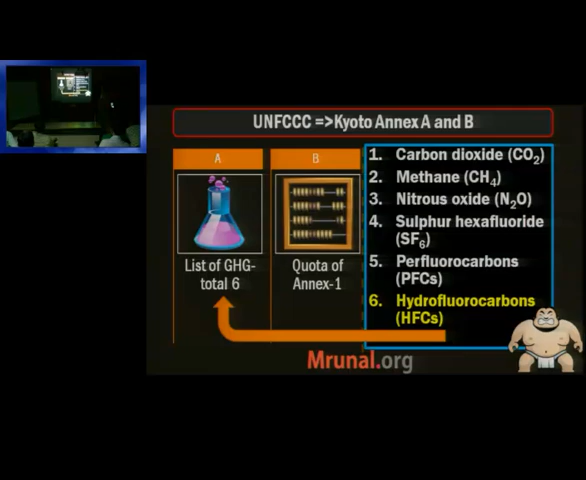 UNFCCC =>Kyoto Annex A and B
A
B
List of GHG-
total 6
Quota of
Annex-1
1. Carbon dioxide (CO₂)
2. Methane (CH₄)
3. Nitrous oxide (N₂O)
4. Sulphur hexafluoride
(SF₆)
5. Perfluorocarbons
(PFCs)
6. Hydrofluorocarbons
(HFCs)
Mrunal.org